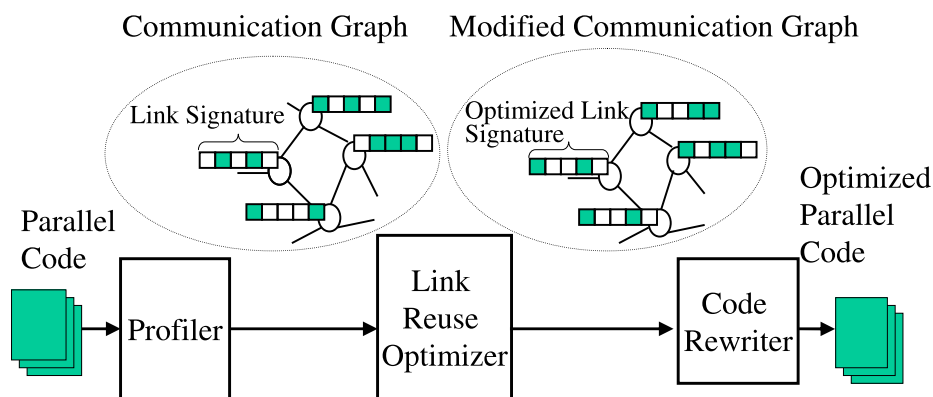 Communication Graph
Modified Communication Graph
Link Signature
Optimized Link
Signature
Parallel
Code
Optimized
Parallel
Code
Profiler
Link
Reuse
Optimizer
Code
Rewriter